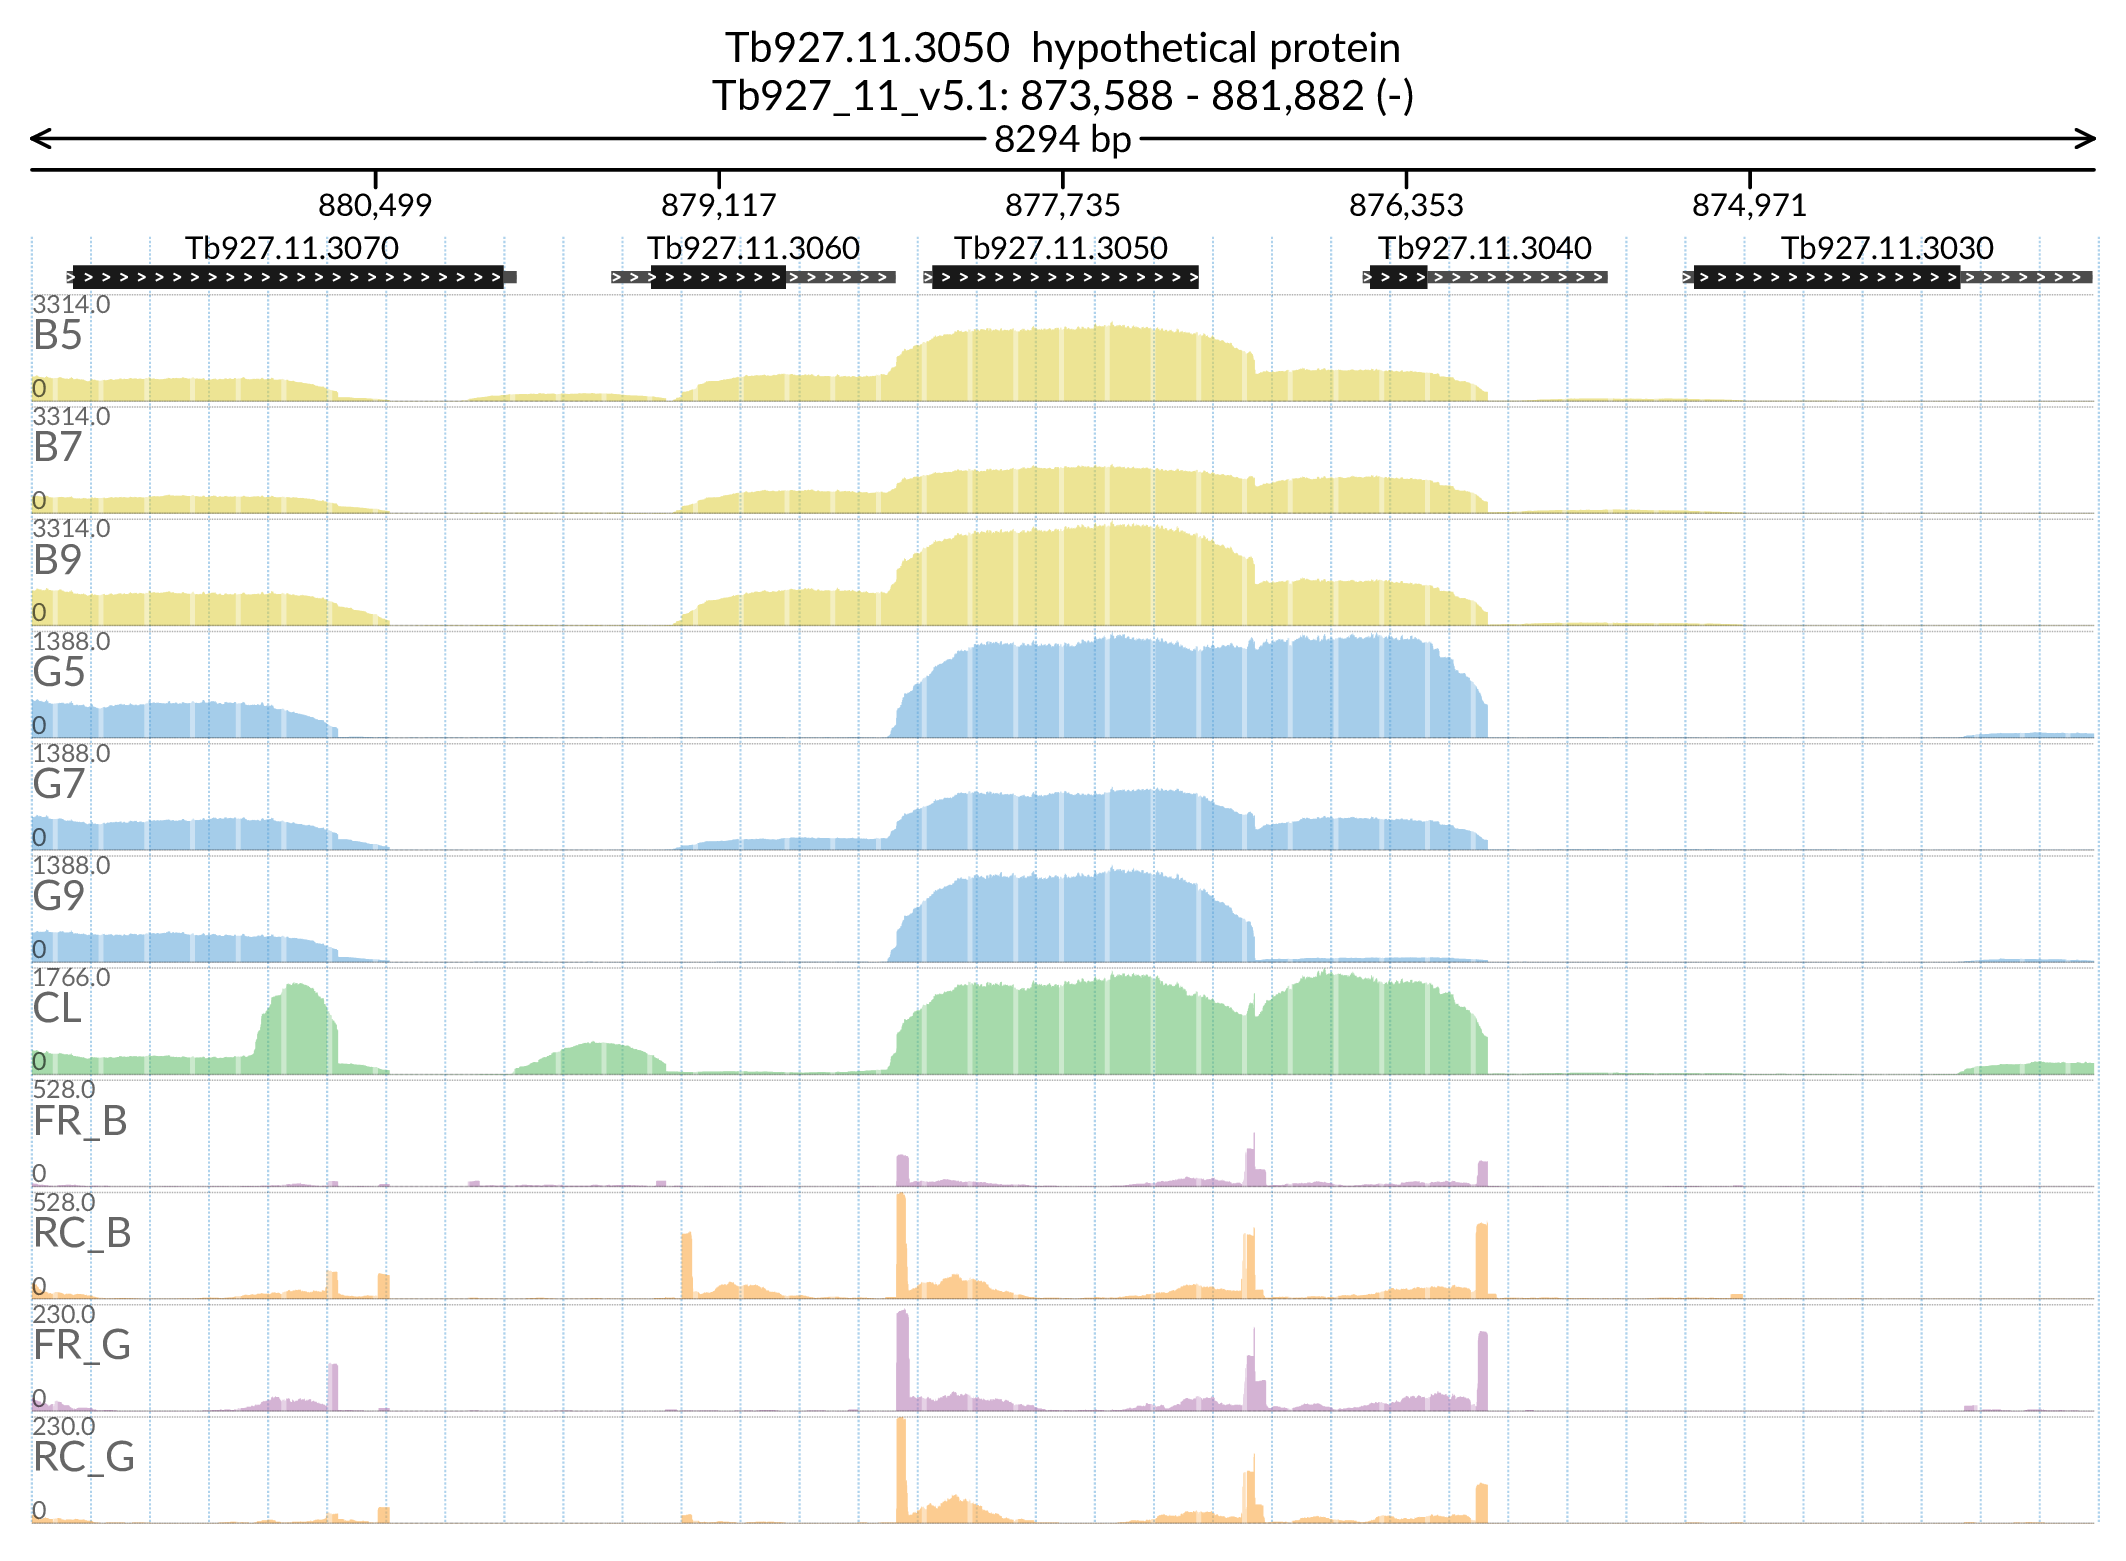 Tb927.11.3050 hypothetical protein
Tb927_11_v5.1: 873,588 - 881,882 (-)
8294 bp
880,499 879,117 877,735 876,353 874,971
Tb927.11.3070 Tb927.11.3060 Tb927.11.3050 Tb927.11.3040 Tb927.11.3030
3314.0
B5
0
3314.0
B7
0
3314.0
B9
0
1388.0
G5
0
1388.0
G7
0
1388.0
G9
0
1766.0
CL
0
528.0
FR_B
0
528.0
RC_B
0
230.0
FR_G
0
230.0
RC_G
0